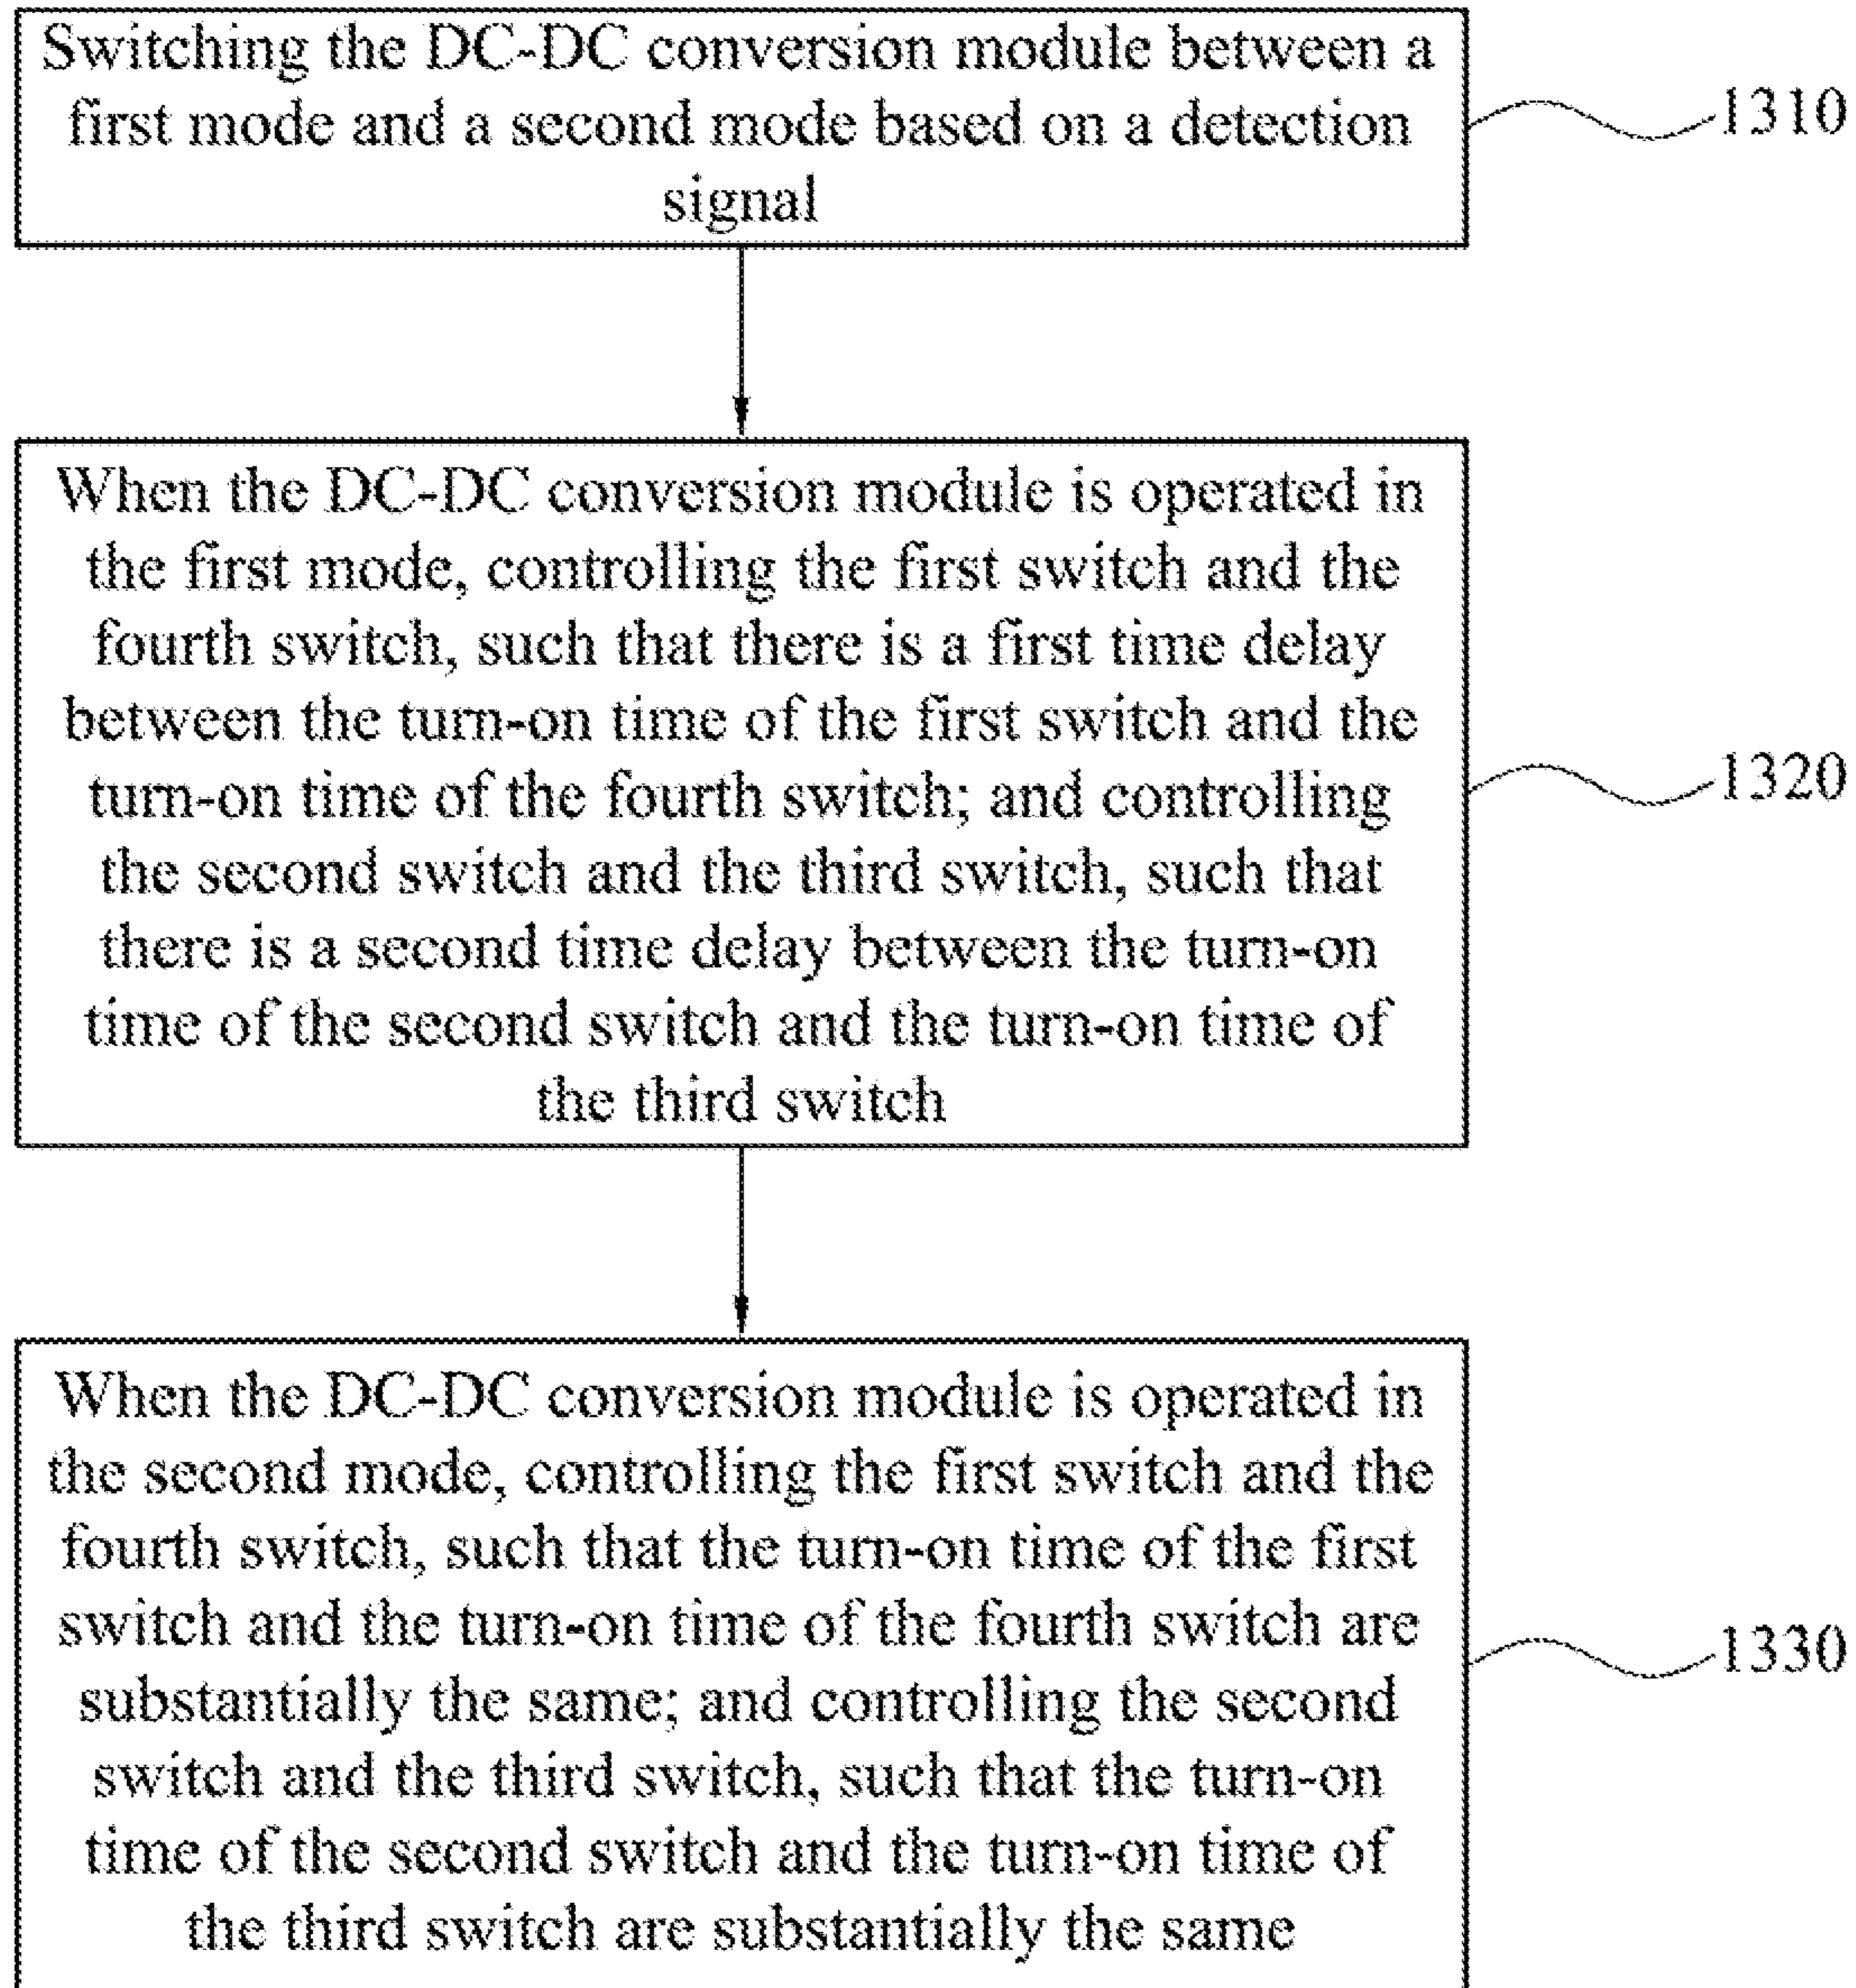 Switching the DC-DC conversion module between a
first mode and a second mode based on a detection
signal
1310
When the DC-DC conversion module is operated in
the first mode, controlling the first switch and the
fourth switch, such that there is a first time delay
between the turn-on time of the first switch and the
turn-on time of the fourth switch; and controlling
the second switch and the third switch, such that
there is a second time delay between the turn-on
time of the second switch and the turn-on time of
the third switch
1320
When the DC-DC conversion module is operated in
the second mode, controlling the first switch and the
fourth switch, such that the turn-on time of the first
switch and the turn-on time of the fourth switch are
substantially the same; and controlling the second
switch and the third switch, such that the turn-on
time of the second switch and the turn-on time of
the third switch are substantially the same
1330